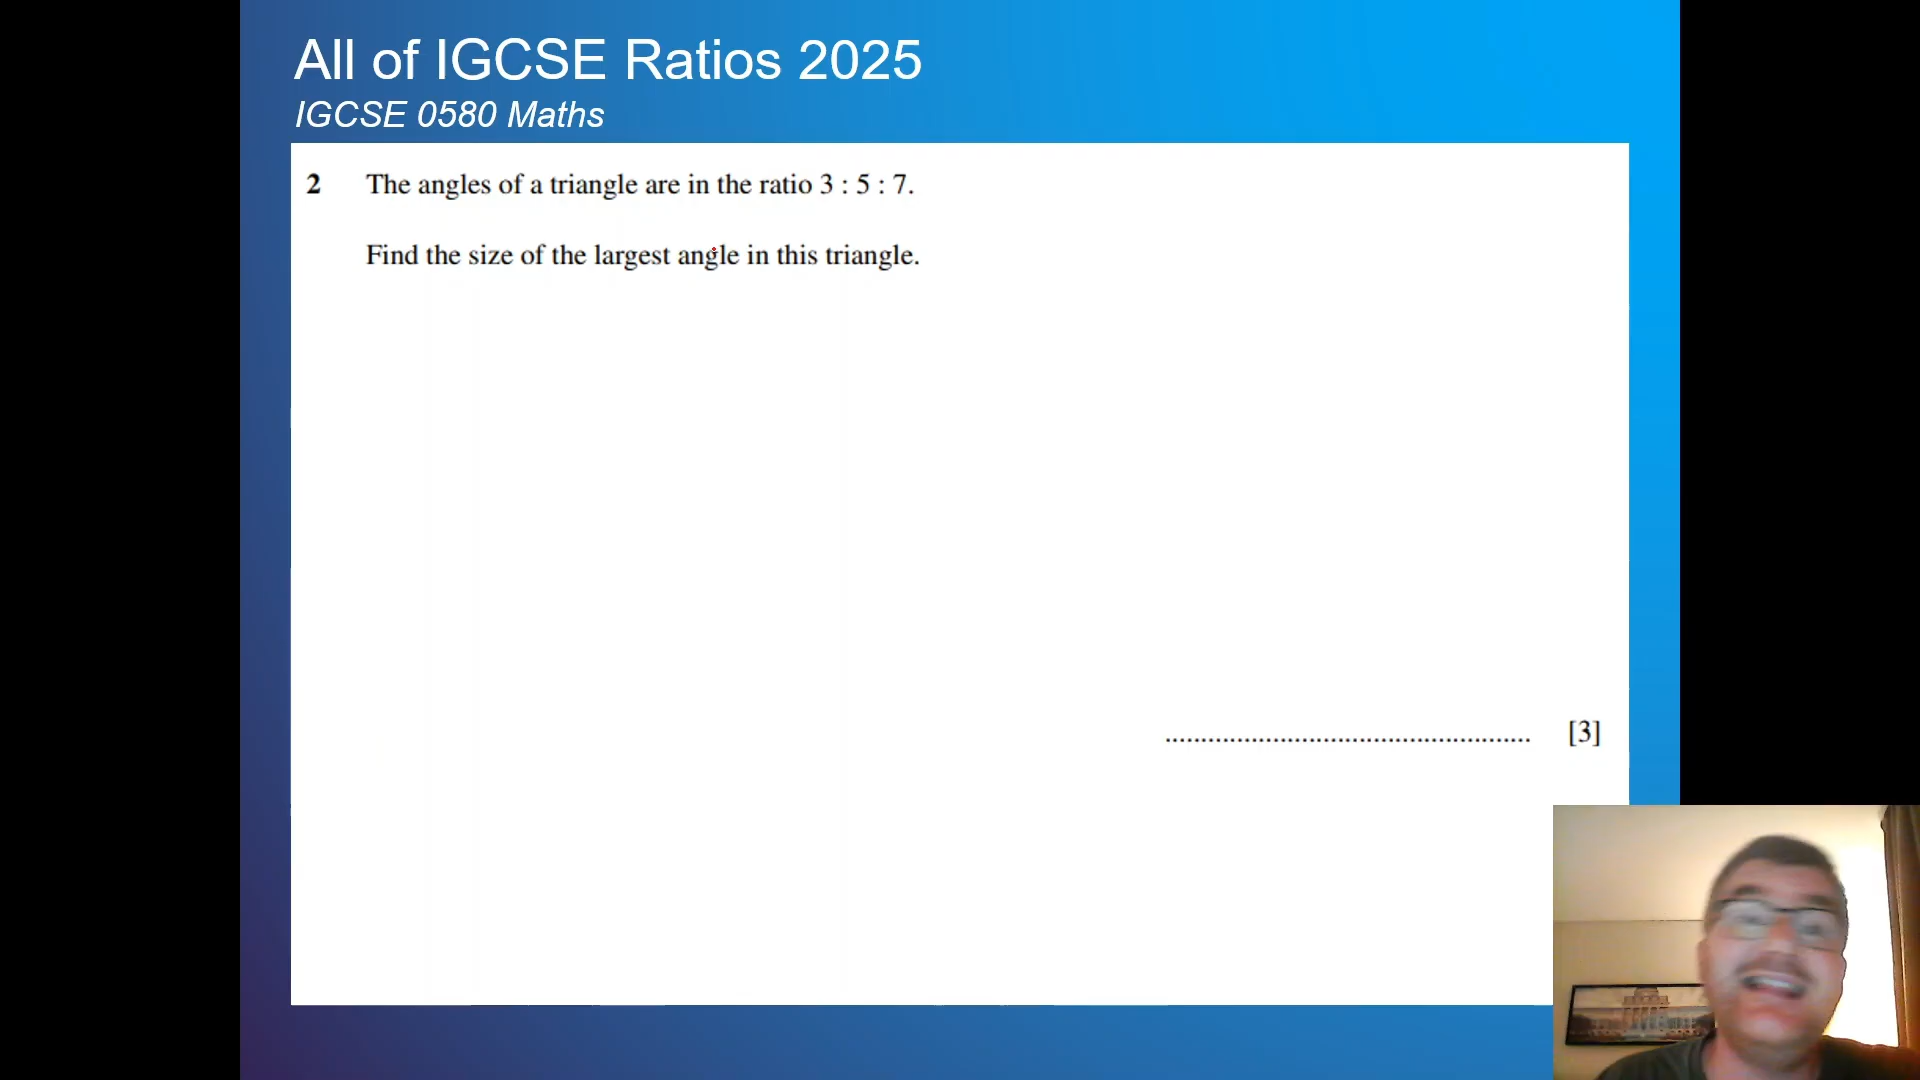 All of IGCSE Ratios 2025
IGCSE 0580 Maths
2 The angles of a triangle are in the ratio 3 : 5 : 7.
Find the size of the largest angle in this triangle.
.................................................. [3]